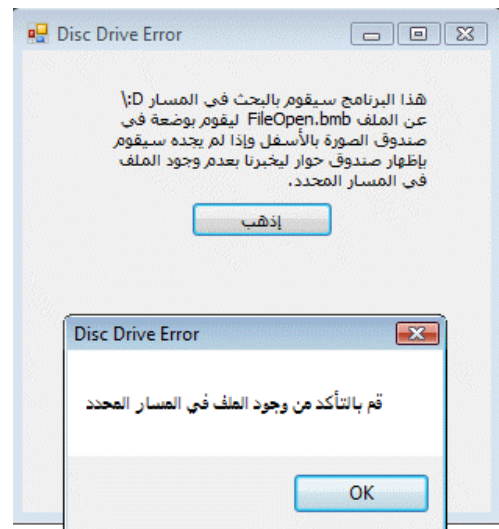 Disc Drive Error
هذا البرنامج سيقوم بالبحث في المسار D:\
عن الملف FileOpen.bmb ليقوم بوضعة في
صندوق الصورة بالأسفل وإذا لم يجده سيقوم
بإظهار صندوق حوار ليخبرنا بعدم وجود الملف
في المسار المحدد.
إذهب
Disc Drive Error
قم بالتأكد من وجود الملف في المسار المحدد
OK